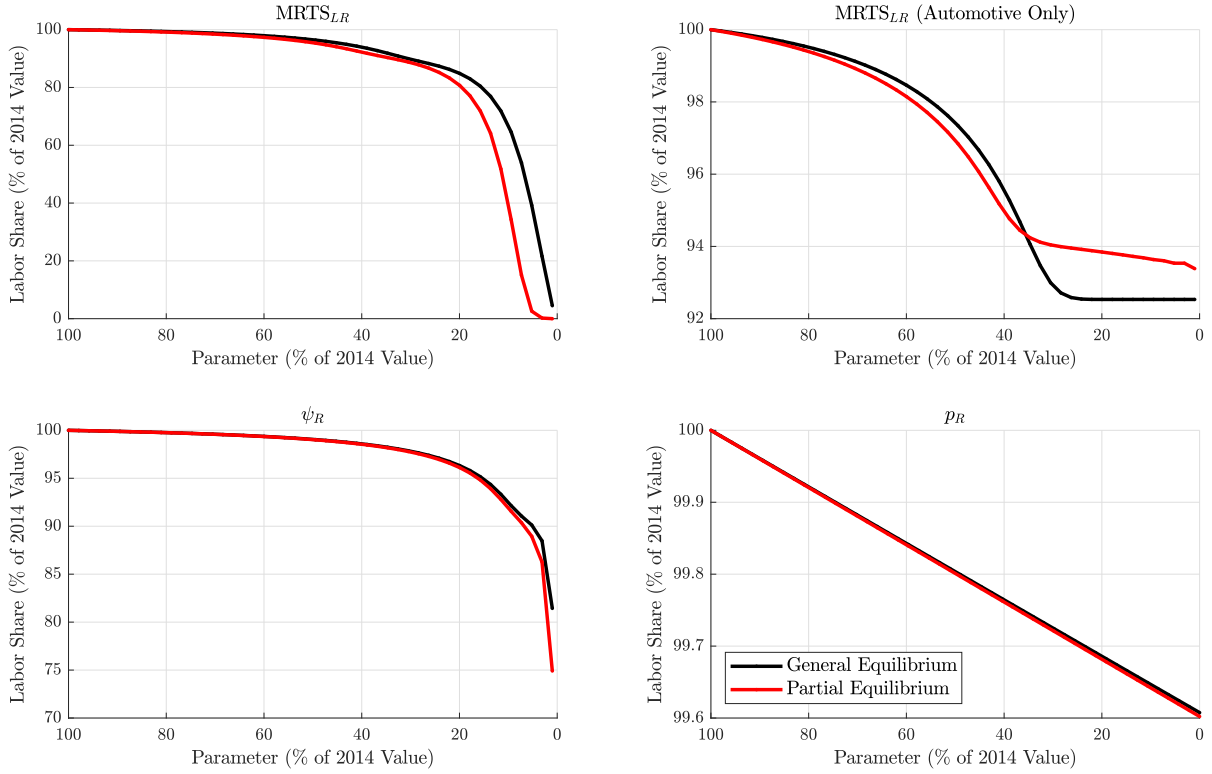 MRTS_LR
Labor Share (% of 2014 Value)
100
80
60
40
20
0
100 80 60 40 20 0
Parameter (% of 2014 Value)
MRTS_LR (Automotive Only)
Labor Share (% of 2014 Value)
100
98
96
94
92
100 80 60 40 20 0
Parameter (% of 2014 Value)
ψ_R
Labor Share (% of 2014 Value)
100
95
90
85
80
75
70
100 80 60 40 20 0
Parameter (% of 2014 Value)
p_R
Labor Share (% of 2014 Value)
100
99.9
99.8
99.7
99.6
General Equilibrium
Partial Equilibrium
100 80 60 40 20 0
Parameter (% of 2014 Value)